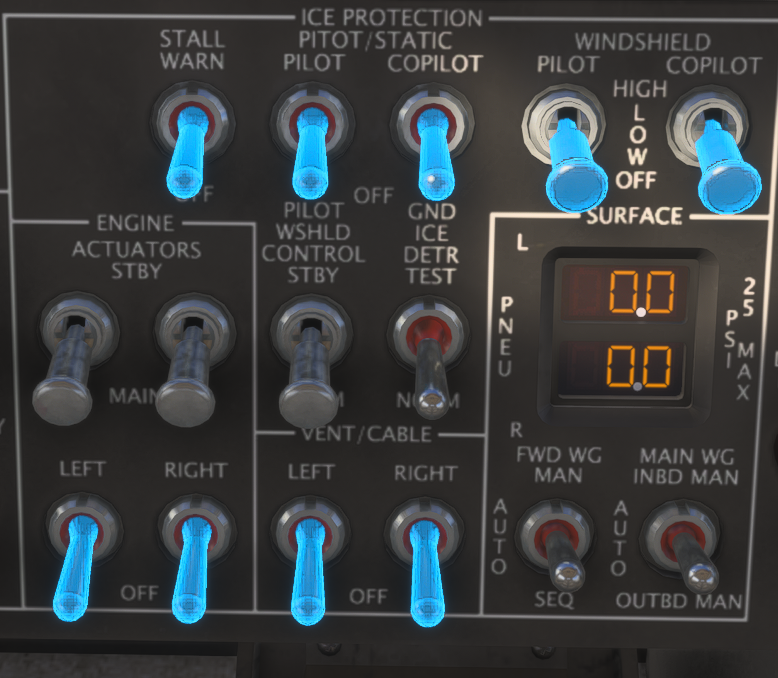 ICE PROTECTION
STALL WARN
PITOT/STATIC
PILOT COPILOT
WINDSHIELD
PILOT COPILOT
HIGH
LOW
OFF
OFF
ENGINE
ACTUATORS
STBY
MAIN
LEFT RIGHT
OFF
PILOT
WSHLD
CONTROL
STBY
GND
ICE
DETR
TEST
VENT/CABLE
LEFT RIGHT
OFF
SURFACE
L
PNEU
0.0
0.0
25
PSI
MAX
R
FWD WG
MAN
AUTO
SEQ
MAIN WG
INBD MAN
AUTO
OUTBD MAN